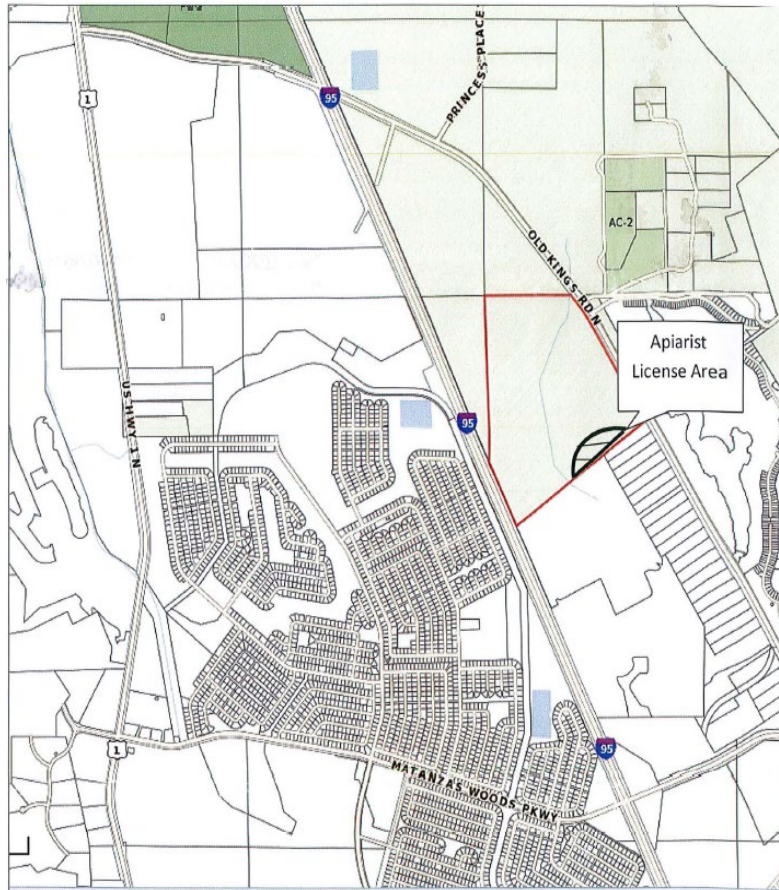 1
95
PRINCESS PLACE
AC-2
OLD KINGS RD N
Apiarist
License Area
US HWY 1 N
95
1
95
MATANZAS WOODS PKWY